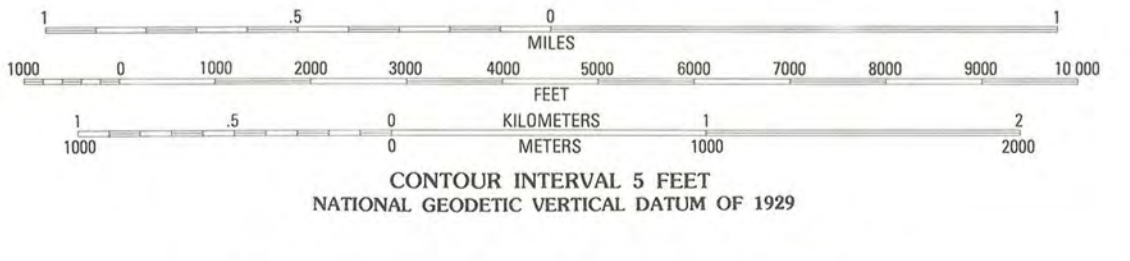 1 .5 0 1
MILES
1000 0 1000 2000 3000 4000 5000 6000 7000 8000 9000 10 000
FEET
1 .5 0 KILOMETERS 1 2
1000 0 METERS 1000 2000
CONTOUR INTERVAL 5 FEET
NATIONAL GEODETIC VERTICAL DATUM OF 1929